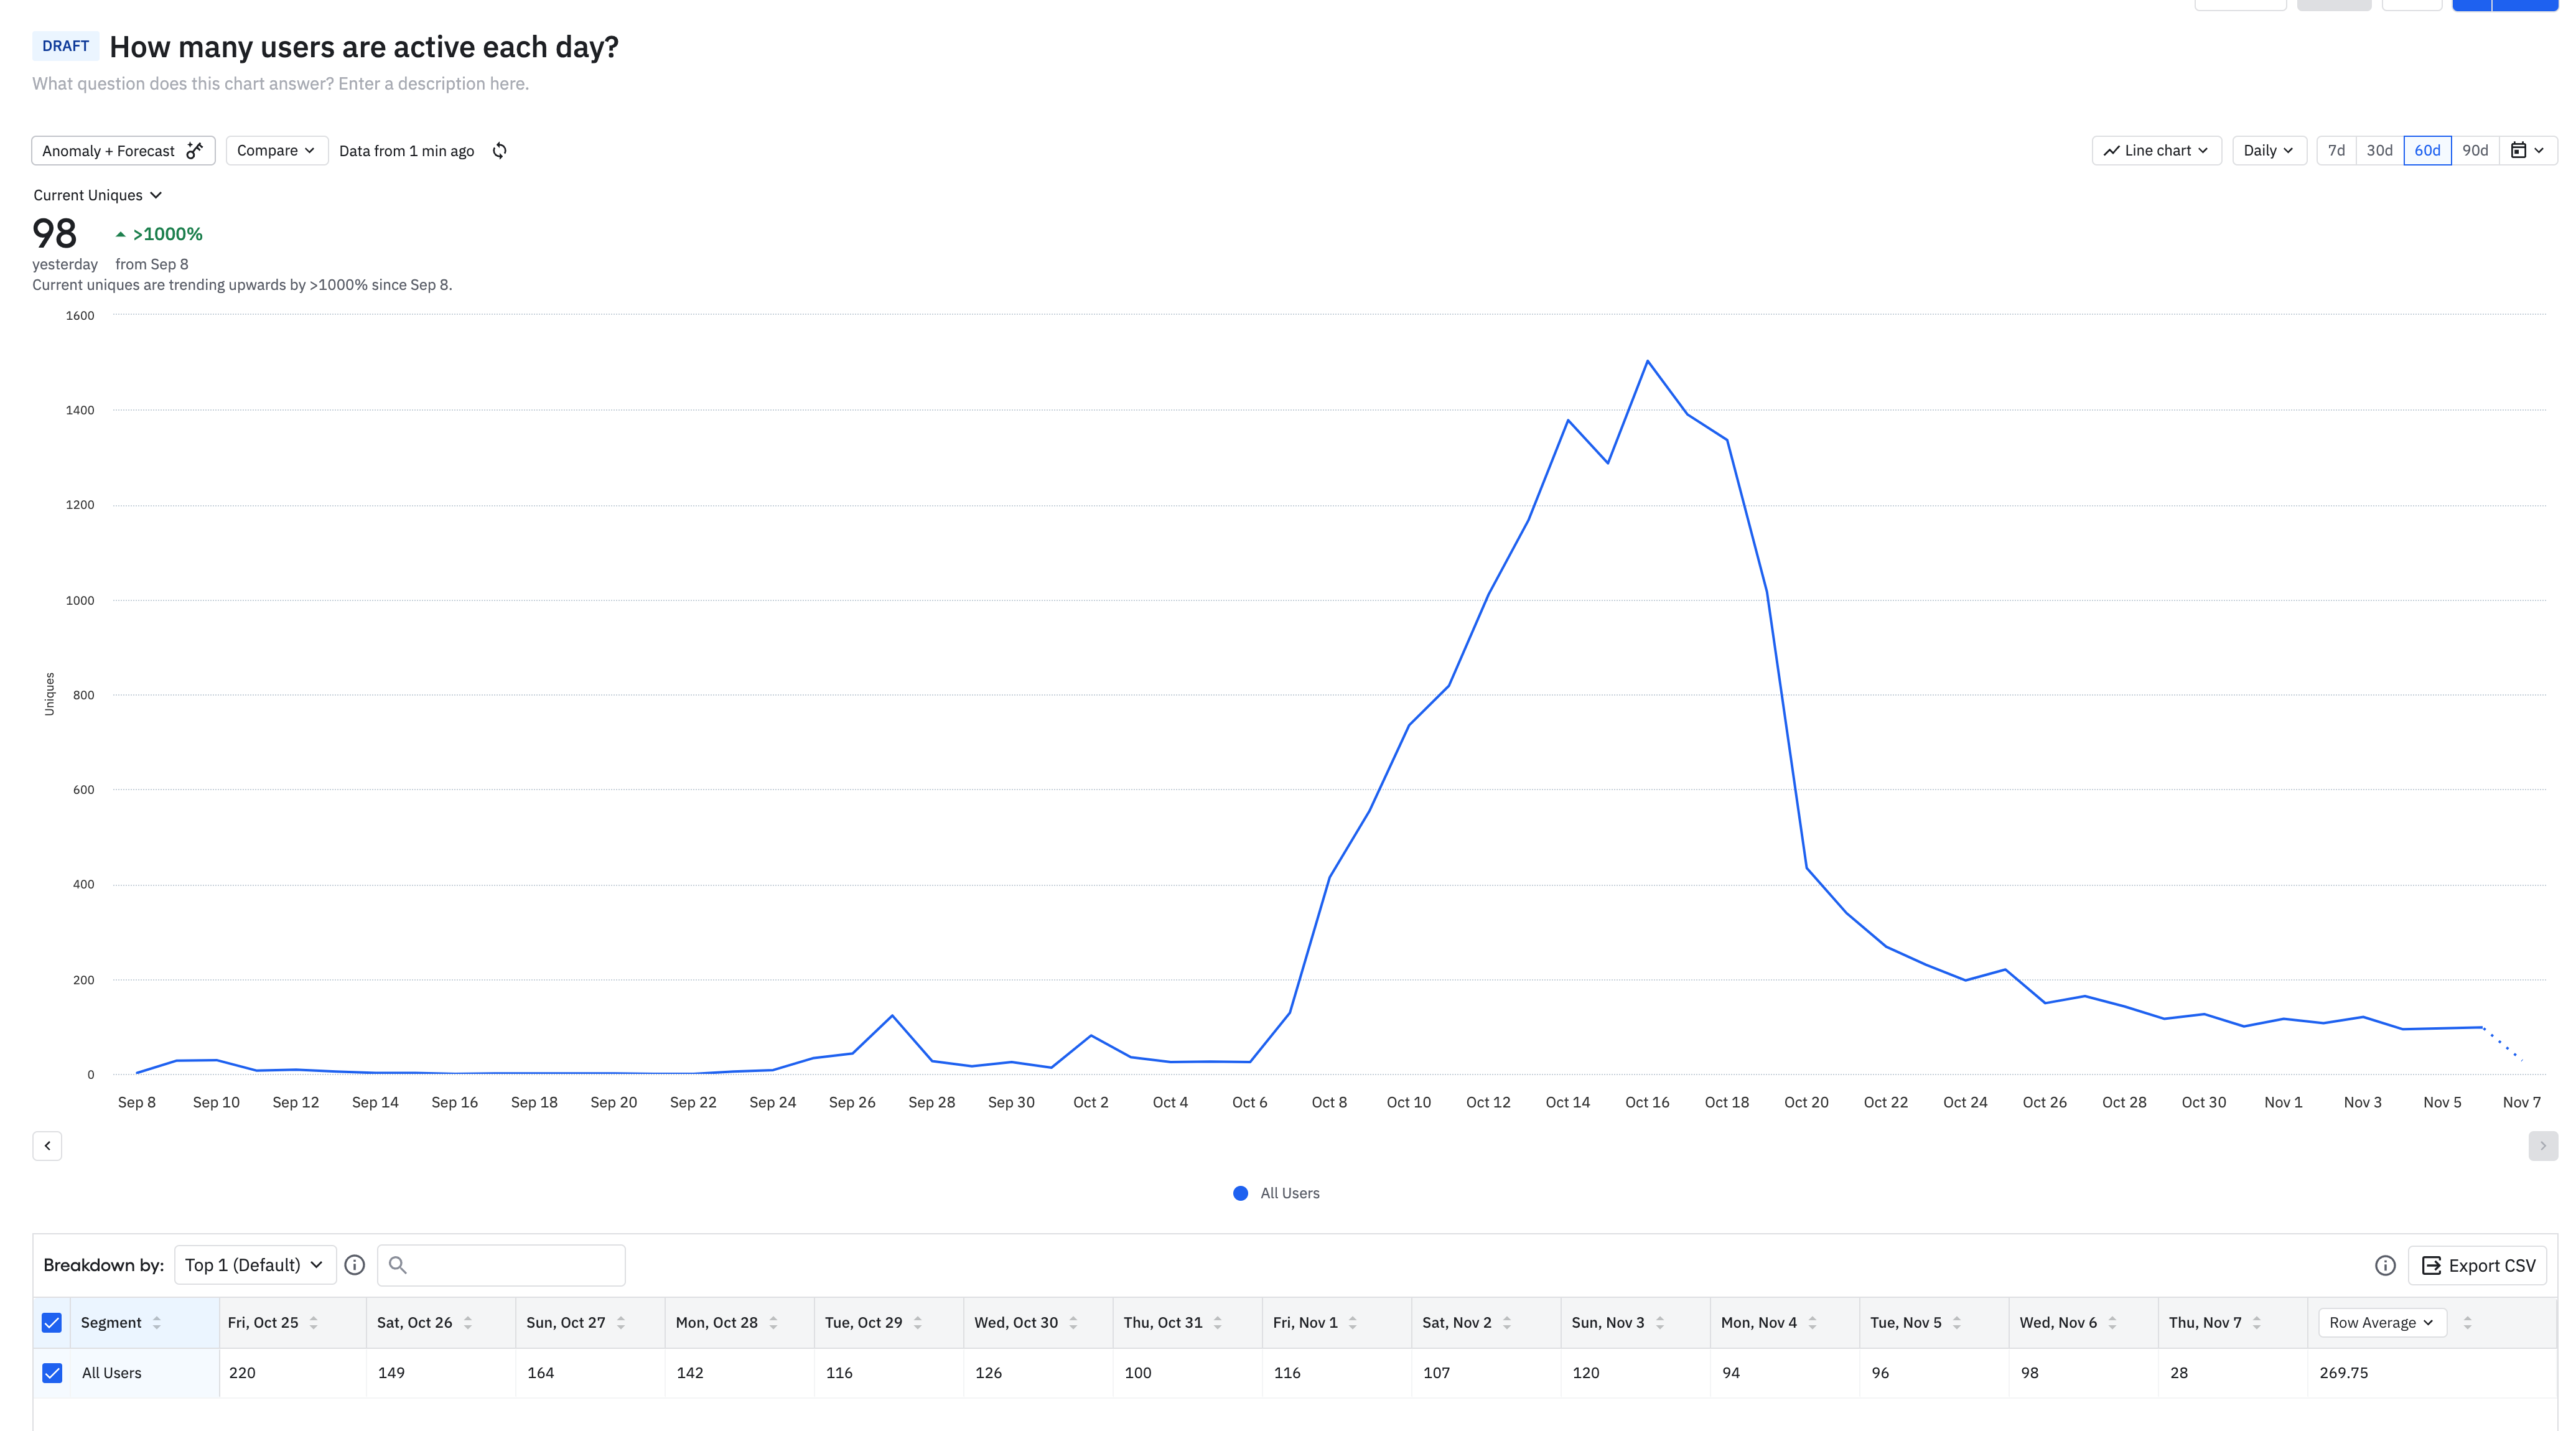 DRAFT How many users are active each day?
What question does this chart answer? Enter a description here.
Anomaly + Forecast Compare Data from 1 min ago Line chart Daily 7d 30d 60d 90d
Current Uniques
98 >1000%
yesterday from Sep 8
Current uniques are trending upwards by >1000% since Sep 8.
1600
1400
1200
1000
800
600
400
200
0
Uniques
Sep 8 Sep 10 Sep 12 Sep 14 Sep 16 Sep 18 Sep 20 Sep 22 Sep 24 Sep 26 Sep 28 Sep 30 Oct 2 Oct 4 Oct 6 Oct 8 Oct 10 Oct 12 Oct 14 Oct 16 Oct 18 Oct 20 Oct 22 Oct 24 Oct 26 Oct 28 Oct 30 Nov 1 Nov 3 Nov 5 Nov 7
All Users
Breakdown by: Top 1 (Default) Export CSV
Segment Fri, Oct 25 Sat, Oct 26 Sun, Oct 27 Mon, Oct 28 Tue, Oct 29 Wed, Oct 30 Thu, Oct 31 Fri, Nov 1 Sat, Nov 2 Sun, Nov 3 Mon, Nov 4 Tue, Nov 5 Wed, Nov 6 Thu, Nov 7 Row Average
All Users 220 149 164 142 116 126 100 116 107 120 94 96 98 28 269.75